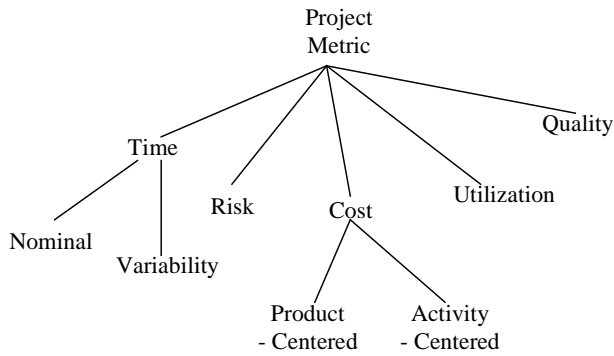 Project
Metric
Quality
Time
Utilization
Risk
Cost
Nominal
Variability
Product
- Centered
Activity
- Centered